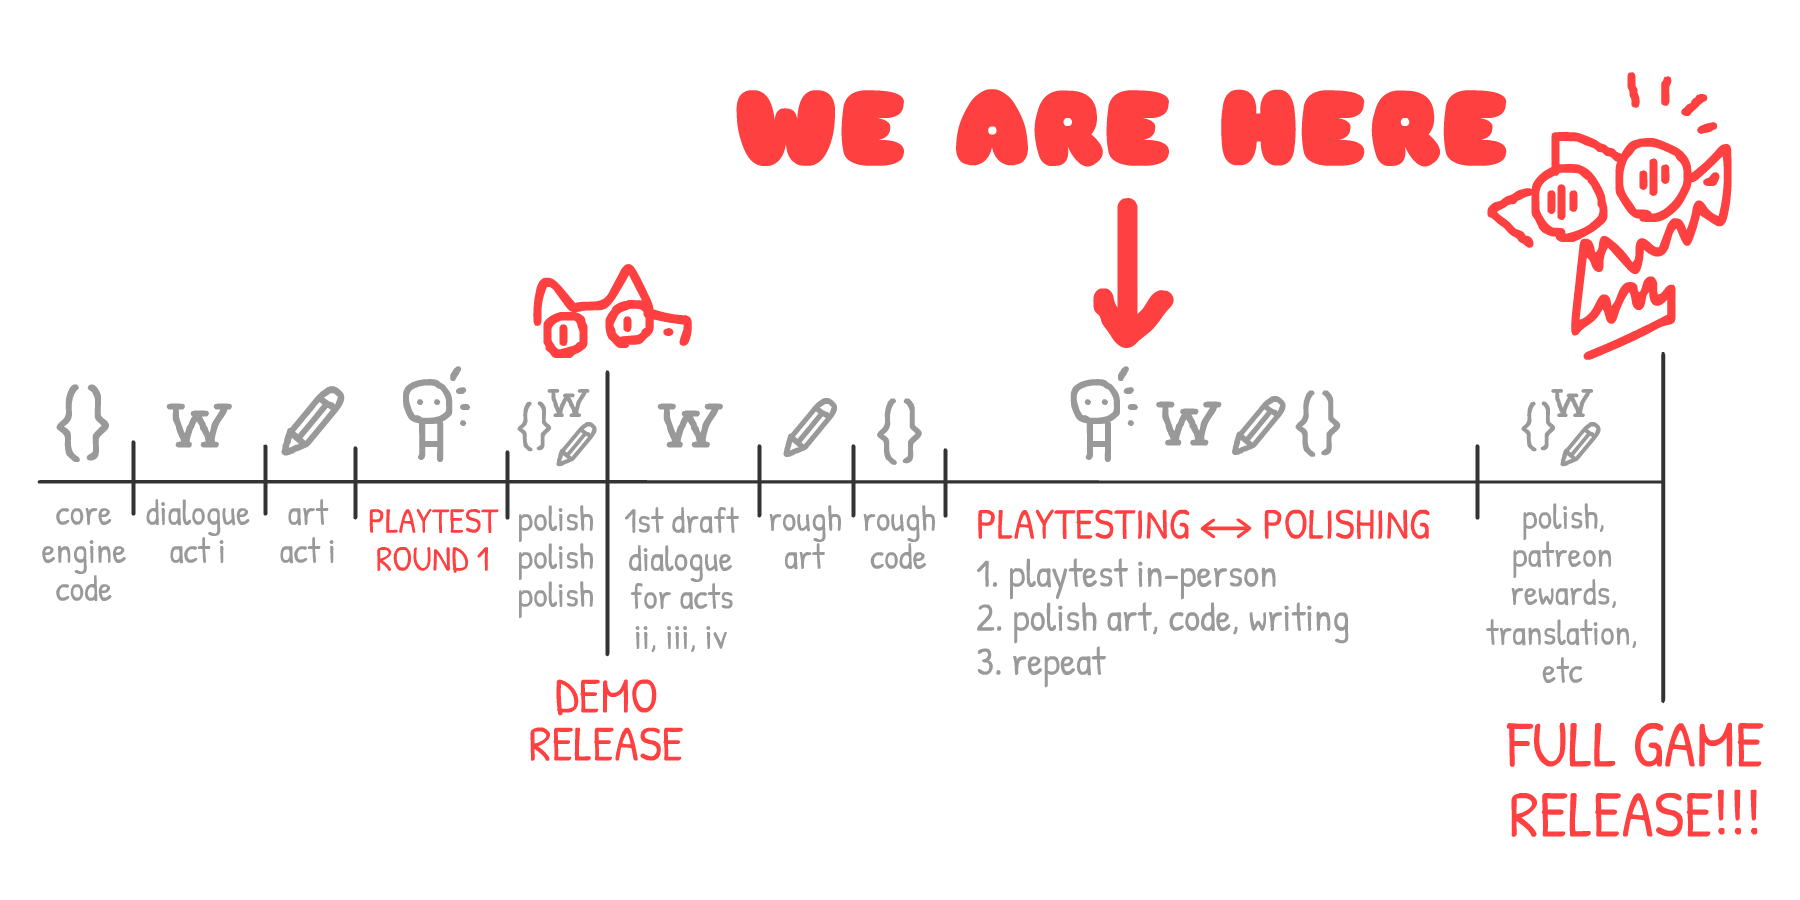 WE ARE HERE
{}
W
{}
W
W
{}
W
{}
{}
W
core
engine
code
dialogue
act i
art
act i
PLAYTEST
ROUND 1
polish
polish
polish
DEMO
RELEASE
1st draft
dialogue
for acts
ii, iii, iv
rough
art
rough
code
PLAYTESTING ↔ POLISHING
1. playtest in-person
2. polish art, code, writing
3. repeat
polish,
patreon
rewards,
translation,
etc
FULL GAME
RELEASE!!!